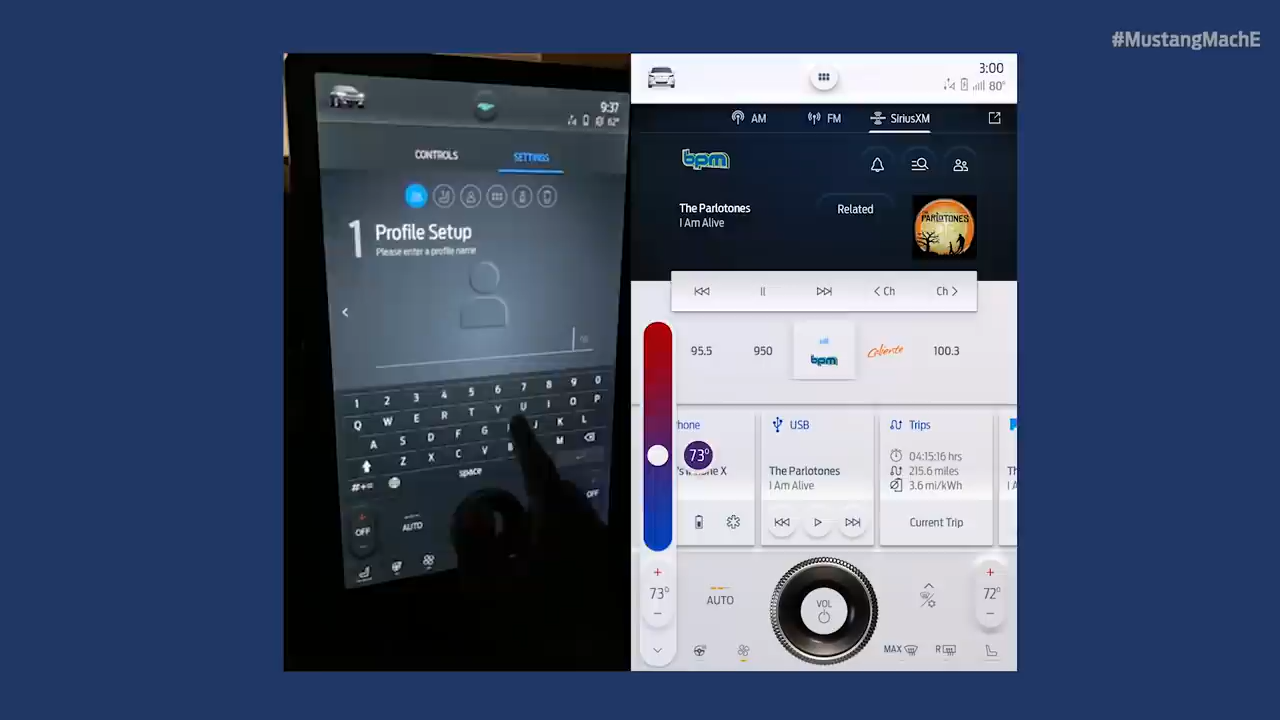 #MustangMachE
9:37
62°
CONTROLS
SETTINGS
1
Profile Setup
Please enter a profile name
1 2 3 4 5 6 7 8 9 0
Q W E R T Y U I O P
A S D F G J K L
Z X C V B M
#+=
space
OFF
OFF
AUTO
3:00
80°
AM
FM
SiriusXM
bpm
The Parlotones
I Am Alive
Related
PARLOTONES
< Ch
Ch >
95.5
950
bpm
Caliente
100.3
hone
's iPhone X
73°
USB
The Parlotones
I Am Alive
Trips
04:15:16 hrs
215.6 miles
3.6 mi/kWh
Current Trip
Th
I A
73°
AUTO
VOL
72°
MAX
R